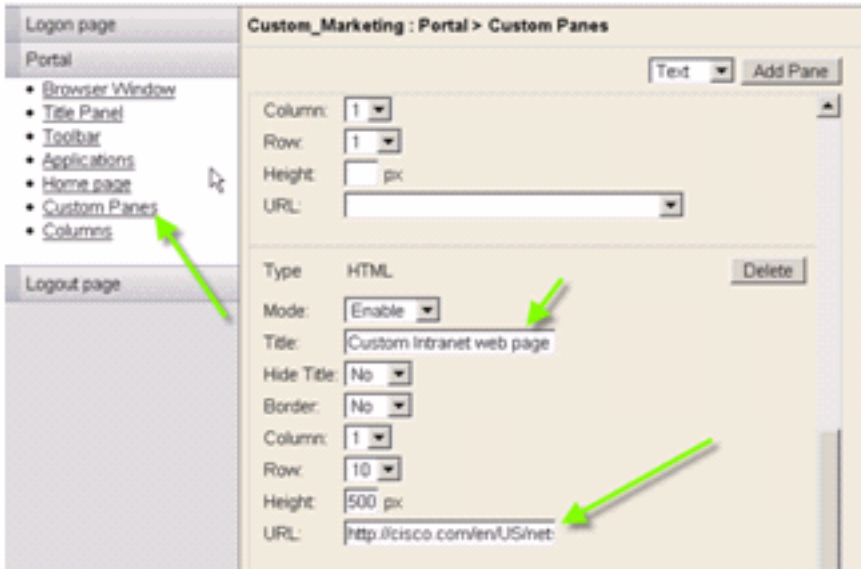 Logon page
Portal
Browser Window
Title Panel
Toolbar
Applications
Home page
Custom Panes
Columns
Logout page
Custom_Marketing : Portal > Custom Panes
Text Add Pane
Column: 1
Row: 1
Height: px
URL:
Type HTML Delete
Mode: Enable
Title: Custom Intranet web page
Hide Title: No
Border: No
Column: 1
Row: 10
Height: 500 px
URL: http://cisco.com/en/US/net